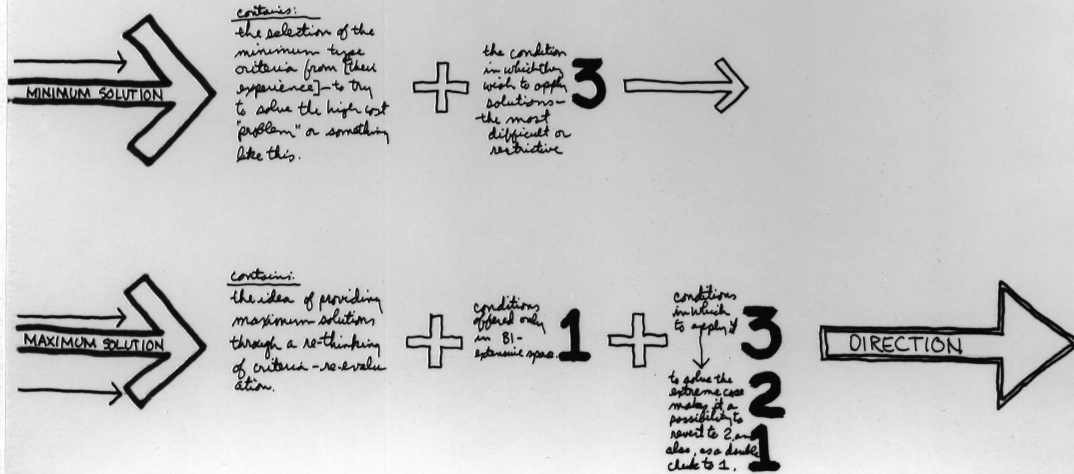 MINIMUM SOLUTION
contains:
the selection of the
minimum type
criteria from [their
experience]-to try
to solve the high cost
"problem" or something
like this.
the condition
in which they
wish to apply
solutions-
the most
difficult or
restrictive
3
MAXIMUM SOLUTION
contains:
the idea of providing
maximum solutions
through a re-thinking
of criteria-re-evalu
ation.
conditions
offered only
in BI-
extensive space.
1
conditions
in which
to apply it
3
to solve the
extreme case
makes it a
possibility to
revert to 2, and
also, as a double
check to 1.
2
1
DIRECTION